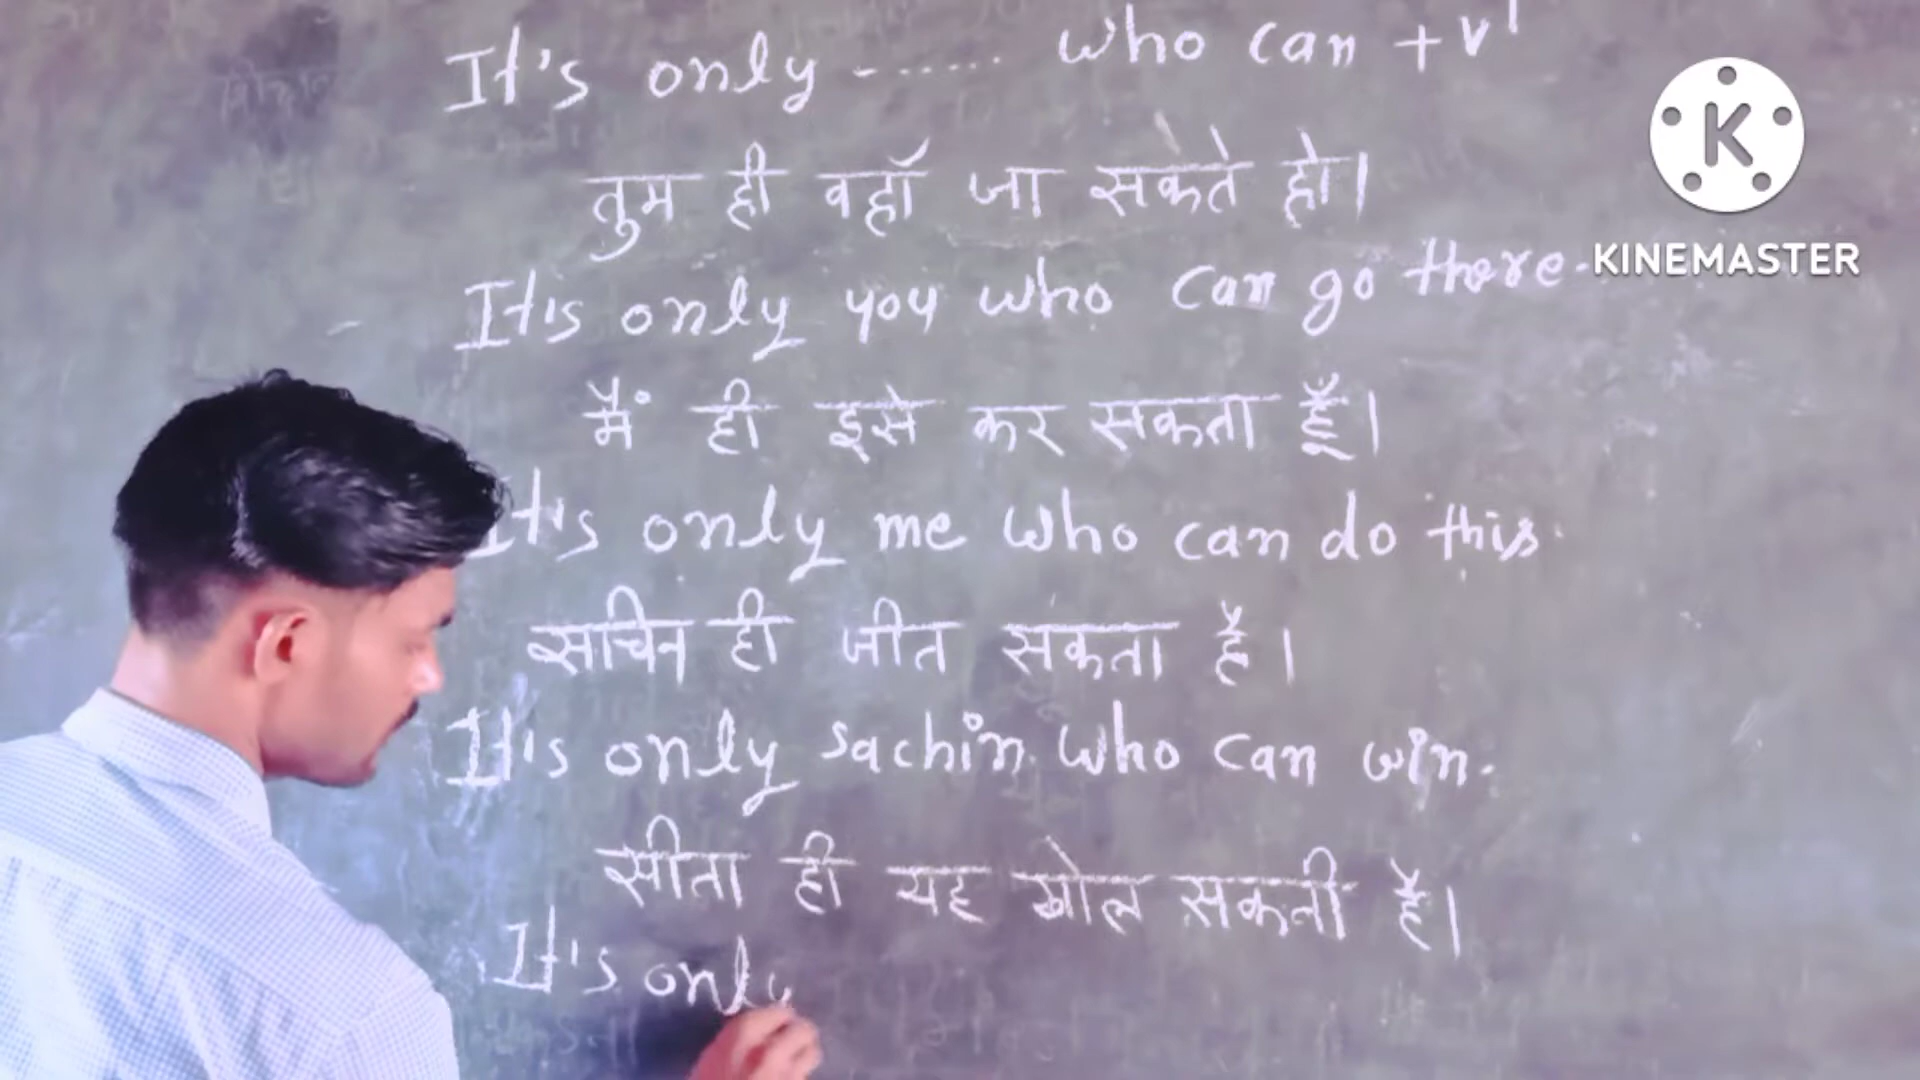 It's only ....... who can + V¹
तुम ही वहाँ जा सकते हो।
It's only you who can go there.
मैं ही इसे कर सकता हूँ।
It's only me who can do this.
सचिन ही जीत सकता है।
It's only sachin who can win.
सीता ही यह खोल सकती है।
It's only
K
KINEMASTER